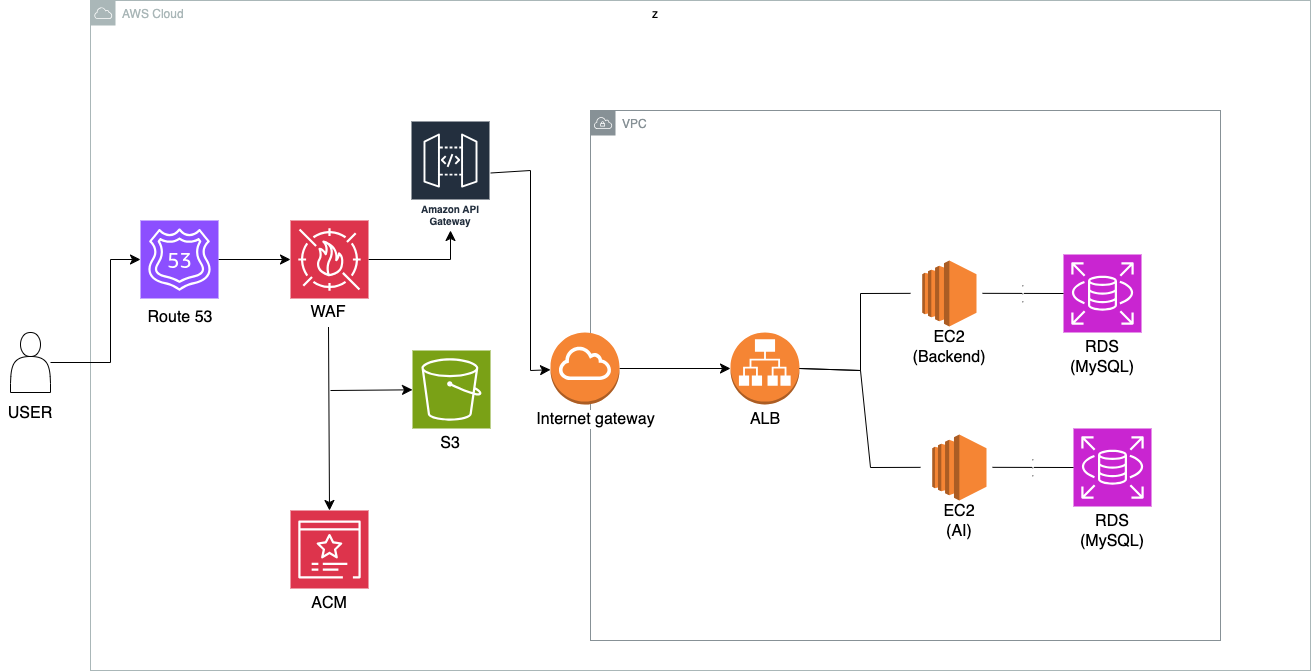 AWS Cloud
z
VPC
Amazon API
Gateway
</>
53
Route 53
WAF
USER
S3
Internet gateway
ALB
EC2
(Backend)
RDS
(MySQL)
EC2
(AI)
RDS
(MySQL)
ACM